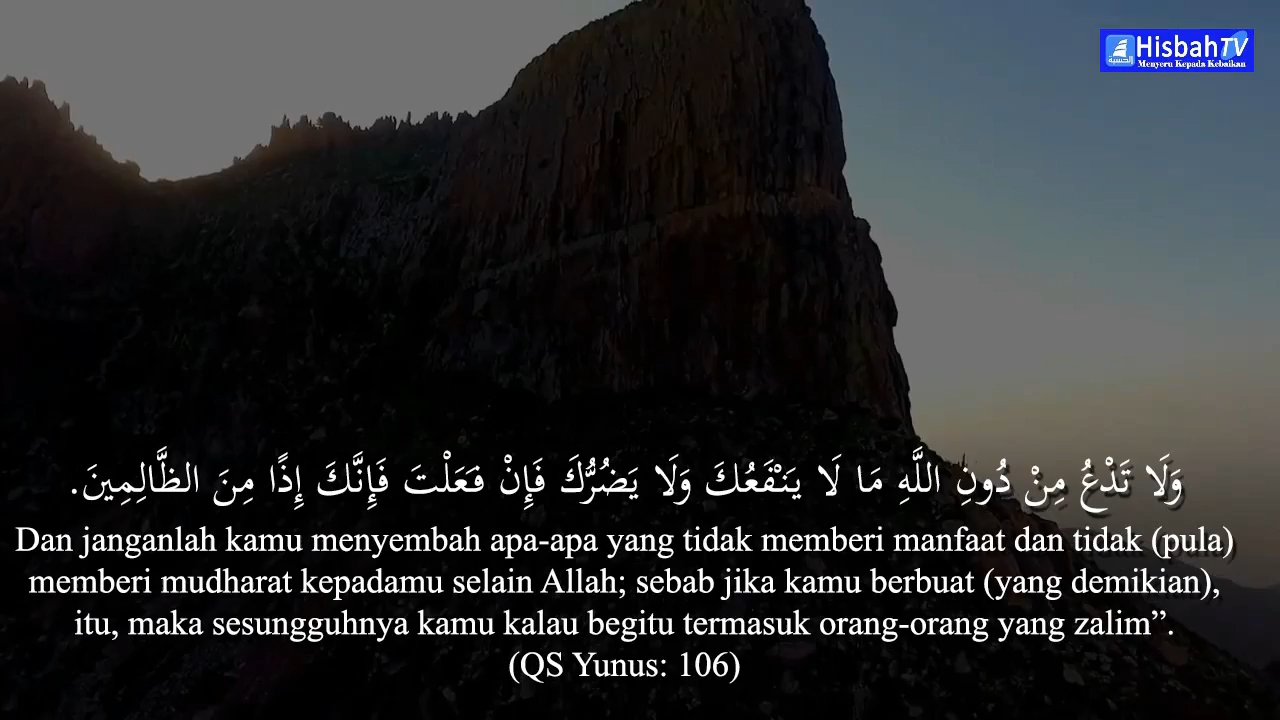 HisbahTV
Menyeru Kepada Kebaikan
الحسبة
وَلَا تَدْعُ مِنْ دُونِ اللَّهِ مَا لَا يَنْفَعُكَ وَلَا يَضُرُّكَ فَإِنْ فَعَلْتَ فَإِنَّكَ إِذًا مِنَ الظَّالِمِينَ.
Dan janganlah kamu menyembah apa-apa yang tidak memberi manfaat dan tidak (pula)
memberi mudharat kepadamu selain Allah; sebab jika kamu berbuat (yang demikian),
itu, maka sesungguhnya kamu kalau begitu termasuk orang-orang yang zalim”.
(QS Yunus: 106)